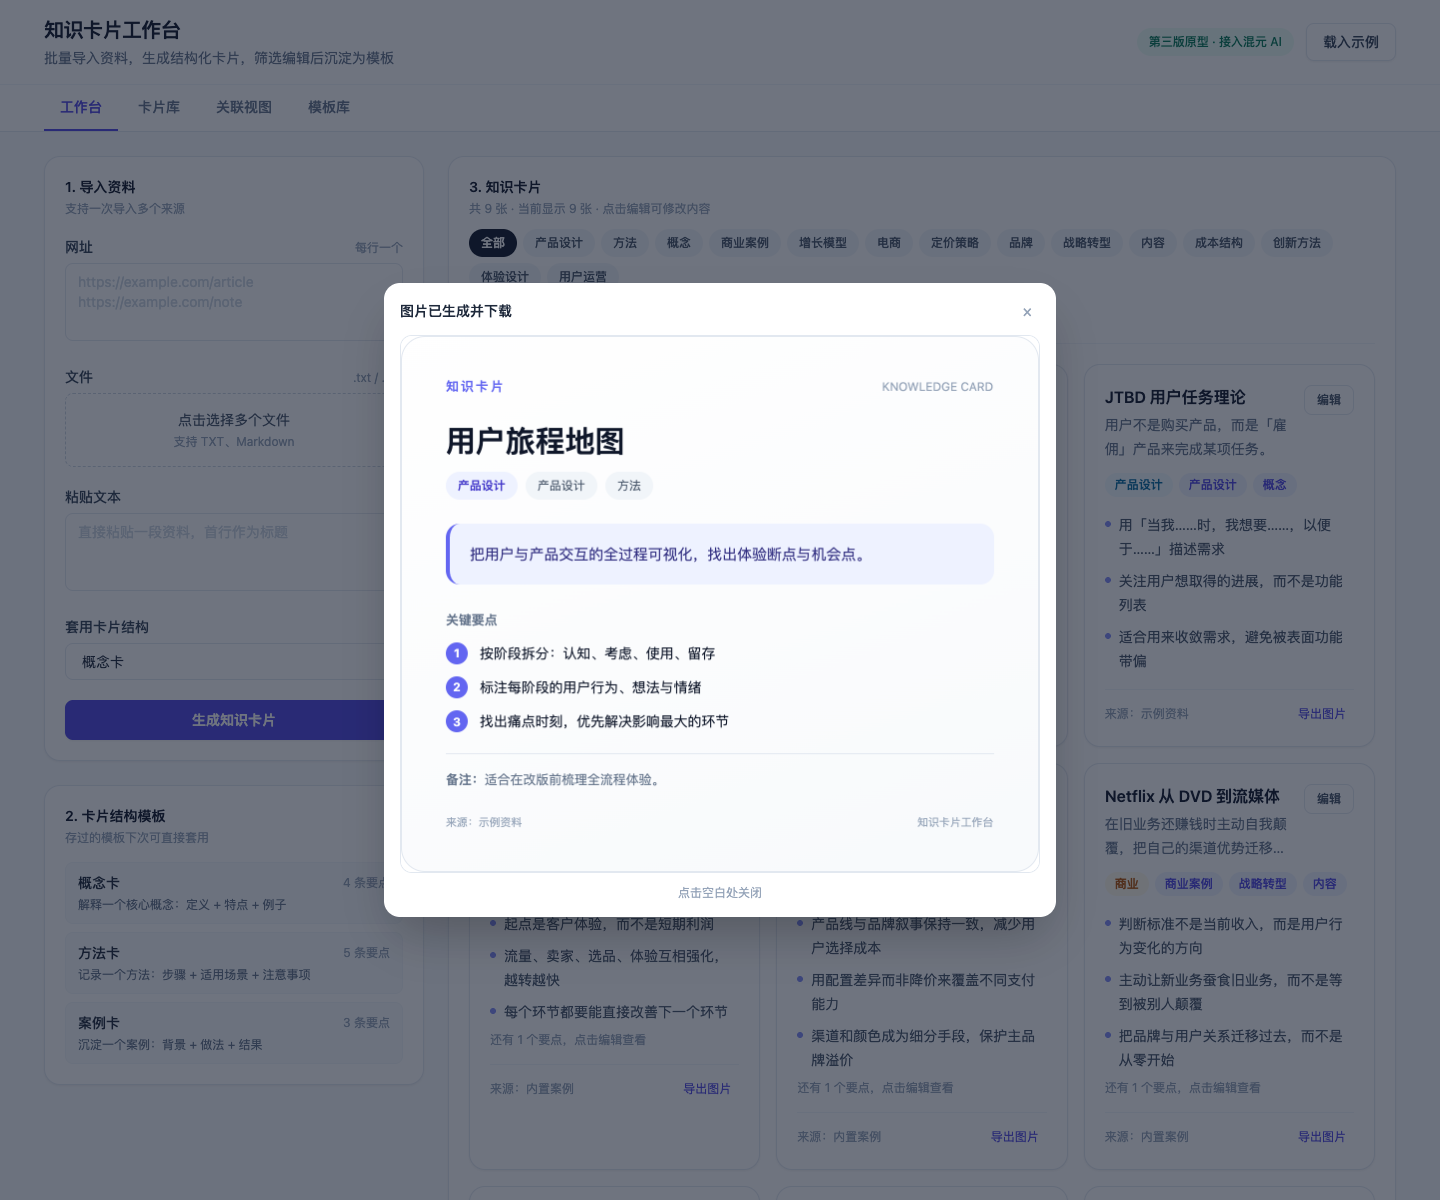 知识卡片工作台
批量导入资料，生成结构化卡片，筛选编辑后沉淀为模板
第三版原型 · 接入混元 AI
载入示例
工作台
卡片库
关联视图
模板库
1. 导入资料
支持一次导入多个来源
网址
每行一个
https://example.com/article
https://example.com/note
文件
.txt /
点击选择多个文件
支持 TXT、Markdown
粘贴文本
直接粘贴一段资料，首行作为标题
套用卡片结构
概念卡
生成知识卡片
2. 卡片结构模板
存过的模板下次可直接套用
概念卡
4 条要点
解释一个核心概念：定义 + 特点 + 例子
方法卡
5 条要点
记录一个方法：步骤 + 适用场景 + 注意事项
案例卡
3 条要点
沉淀一个案例：背景 + 做法 + 结果
3. 知识卡片
共 9 张 · 当前显示 9 张 · 点击编辑可修改内容
全部
产品设计
方法
概念
商业案例
增长模型
电商
定价策略
品牌
战略转型
内容
成本结构
创新方法
体验设计
用户运营
图片已生成并下载
×
知识卡片
KNOWLEDGE CARD
用户旅程地图
产品设计
产品设计
方法
把用户与产品交互的全过程可视化，找出体验断点与机会点。
关键要点
1 按阶段拆分：认知、考虑、使用、留存
2 标注每阶段的用户行为、想法与情绪
3 找出痛点时刻，优先解决影响最大的环节
备注：适合在改版前梳理全流程体验。
来源：示例资料
知识卡片工作台
点击空白处关闭
JTBD 用户任务理论
编辑
用户不是购买产品，而是「雇
佣」产品来完成某项任务。
产品设计
产品设计
概念
用「当我……时，我想要……，以便
于……」描述需求
关注用户想取得的进展，而不是功能
列表
适合用来收敛需求，避免被表面功能
带偏
来源：示例资料
导出图片
起点是客户体验，而不是短期利润
流量、卖家、选品、体验互相强化，
越转越快
每个环节都要能直接改善下一个环节
还有 1 个要点，点击编辑查看
来源：内置案例
导出图片
产品线与品牌叙事保持一致，减少用
户选择成本
用配置差异而非降价来覆盖不同支付
能力
渠道和颜色成为细分手段，保护主品
牌溢价
还有 1 个要点，点击编辑查看
来源：内置案例
导出图片
Netflix 从 DVD 到流媒体
编辑
在旧业务还赚钱时主动自我颠
覆，把自己的渠道优势迁移...
商业
商业案例
战略转型
内容
判断标准不是当前收入，而是用户行
为变化的方向
主动让新业务蚕食旧业务，而不是等
到被别人颠覆
把品牌与用户关系迁移过去，而不是
从零开始
还有 1 个要点，点击编辑查看
来源：内置案例
导出图片